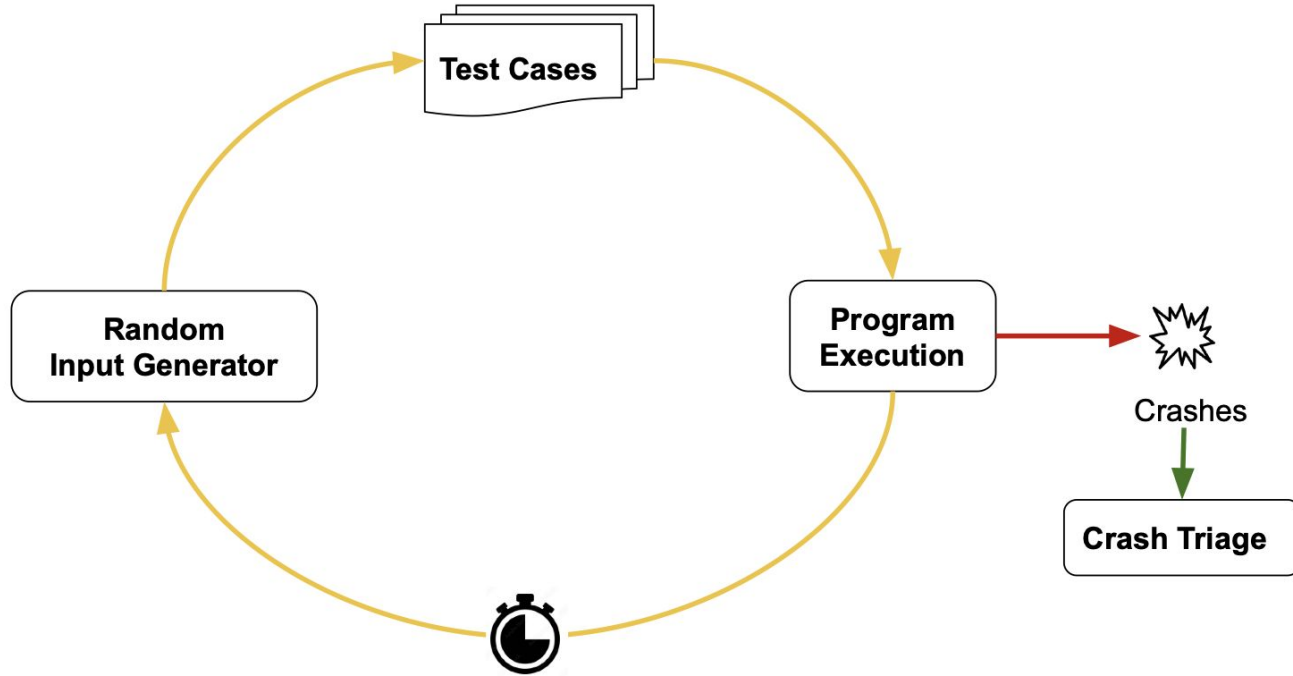 Test Cases
Random
Input Generator
Program
Execution
Crashes
Crash Triage